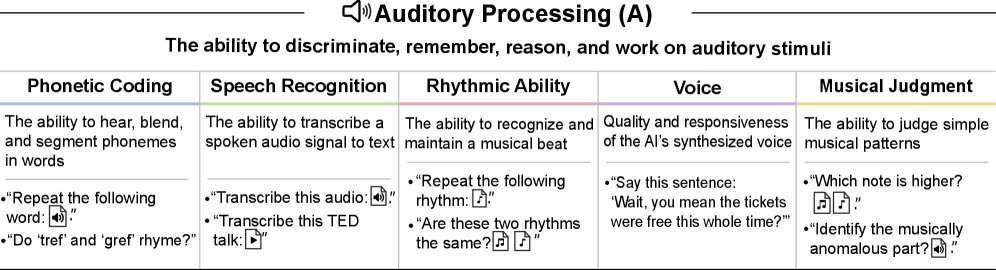 Auditory Processing (A)
The ability to discriminate, remember, reason, and work on auditory stimuli
Phonetic Coding
The ability to hear, blend,
and segment phonemes
in words
•“Repeat the following
word: .”
•“Do ‘tref’ and ‘gref’ rhyme?”
Speech Recognition
The ability to transcribe a
spoken audio signal to text
•“Transcribe this audio: .”
•“Transcribe this TED
talk: .”
Rhythmic Ability
The ability to recognize and
maintain a musical beat
•“Repeat the following
rhythm: .”
•“Are these two rhythms
the same? ”
Voice
Quality and responsiveness
of the AI’s synthesized voice
•“Say this sentence:
‘Wait, you mean the tickets
were free this whole time?’”
Musical Judgment
The ability to judge simple
musical patterns
•“Which note is higher?
.”
•“Identify the musically
anomalous part? .”